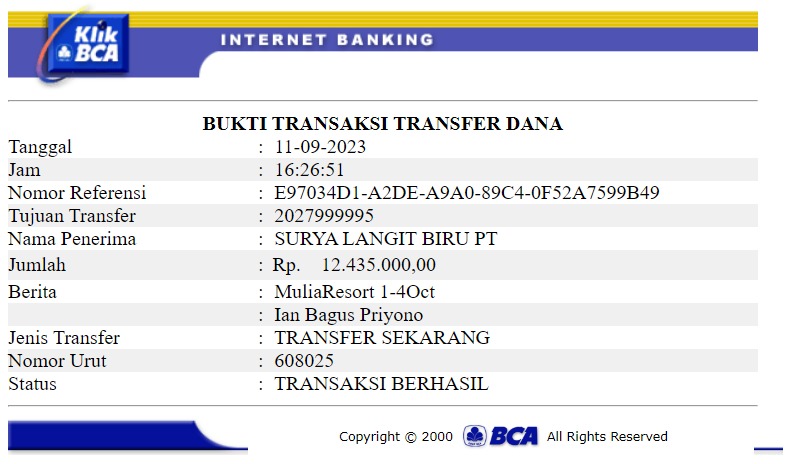 Klik
BCA
INTERNET BANKING
BUKTI TRANSAKSI TRANSFER DANA
Tanggal : 11-09-2023
Jam : 16:26:51
Nomor Referensi : E97034D1-A2DE-A9A0-89C4-0F52A7599B49
Tujuan Transfer : 2027999995
Nama Penerima : SURYA LANGIT BIRU PT
Jumlah : Rp. 12.435.000,00
Berita : MuliaResort 1-4Oct
: Ian Bagus Priyono
Jenis Transfer : TRANSFER SEKARANG
Nomor Urut : 608025
Status : TRANSAKSI BERHASIL
Copyright © 2000 BCA All Rights Reserved